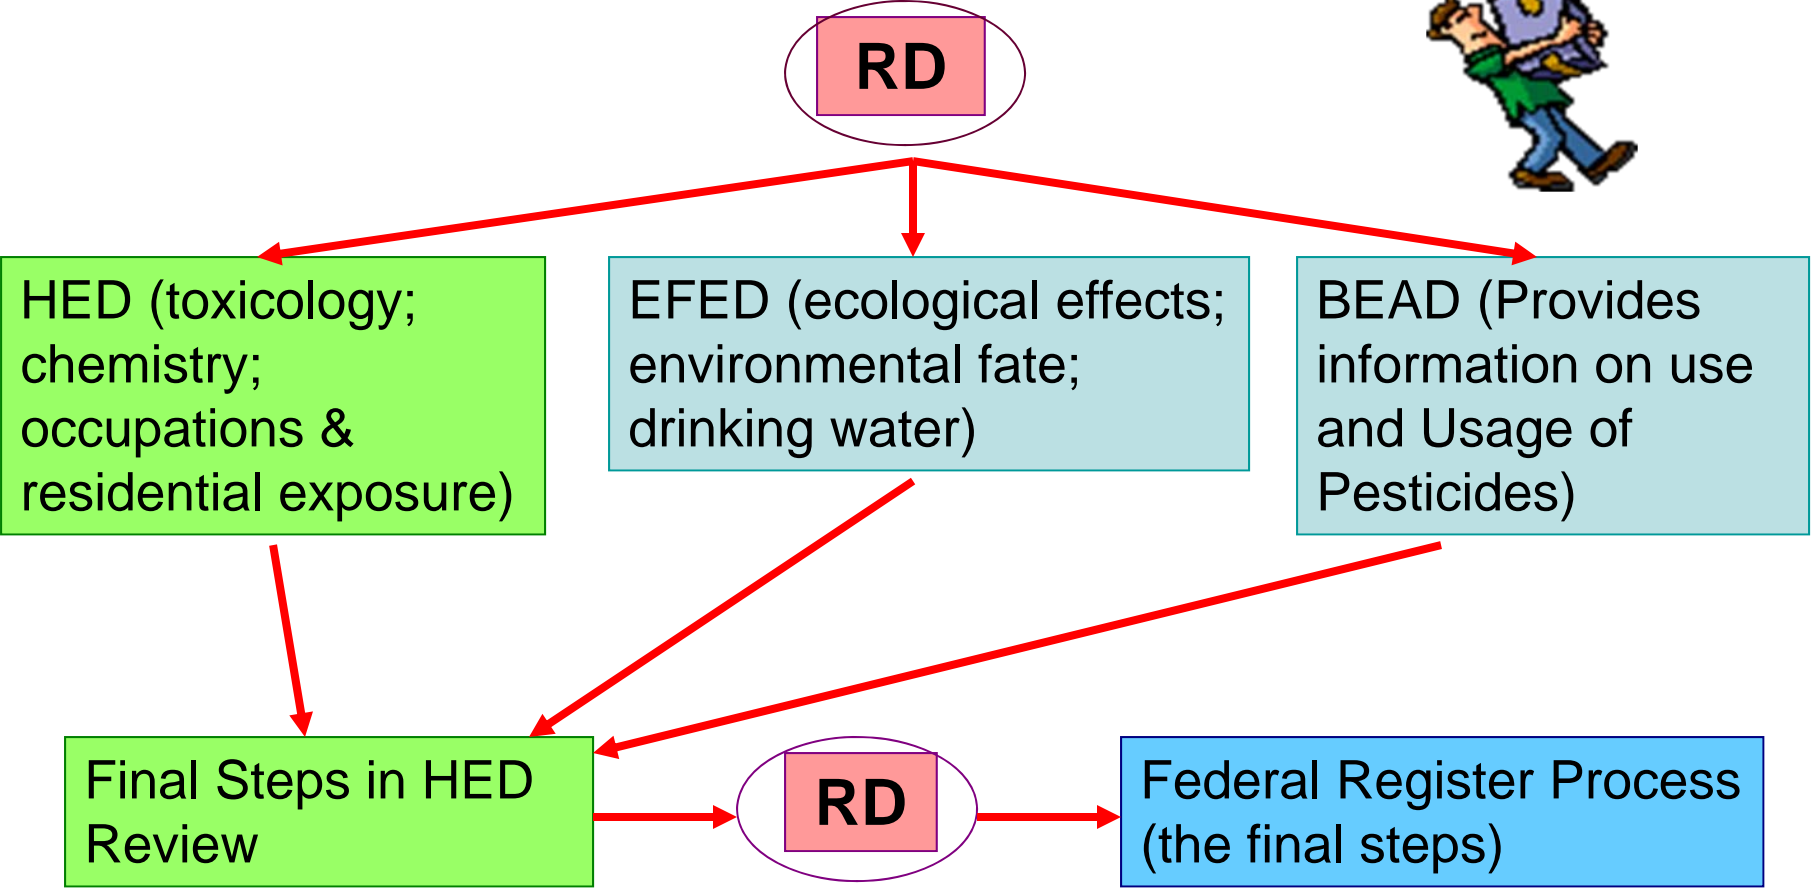 RD
HED (toxicology;
chemistry;
occupations &
residential exposure)
EFED (ecological effects;
environmental fate;
drinking water)
BEAD (Provides
information on use
and Usage of
Pesticides)
Final Steps in HED
Review
RD
Federal Register Process
(the final steps)